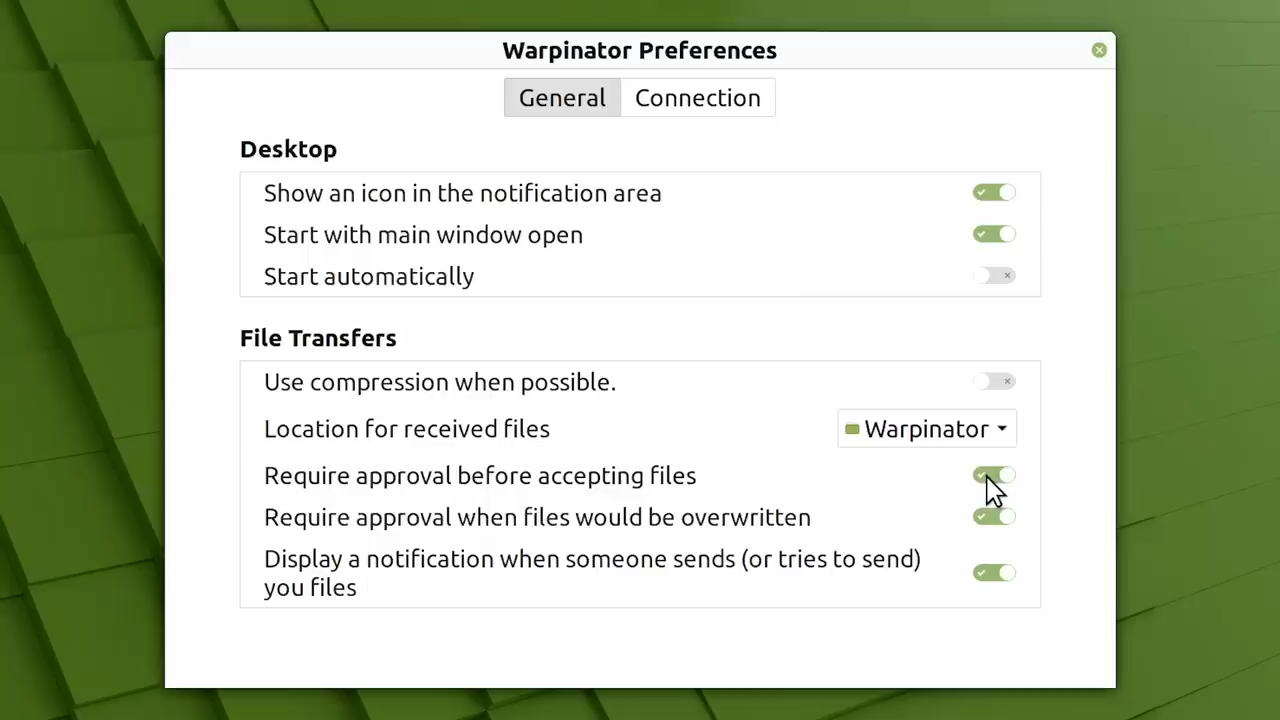 Warpinator Preferences
General
Connection
Desktop
Show an icon in the notification area
Start with main window open
Start automatically
File Transfers
Use compression when possible.
Location for received files
Warpinator
Require approval before accepting files
Require approval when files would be overwritten
Display a notification when someone sends (or tries to send)
you files